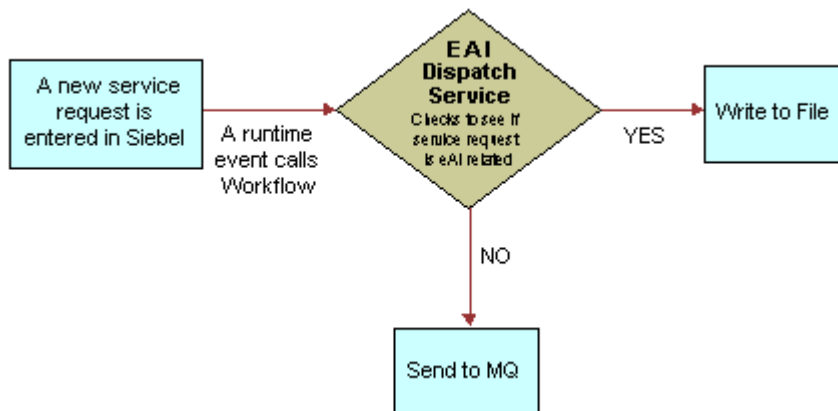 A new service
request is
entered in Siebel
A runtime
event calls
Workflow
EAI
Dispatch
Service
Checks to see if
service request
is eAI related
YES
Write to File
NO
Send to MQ